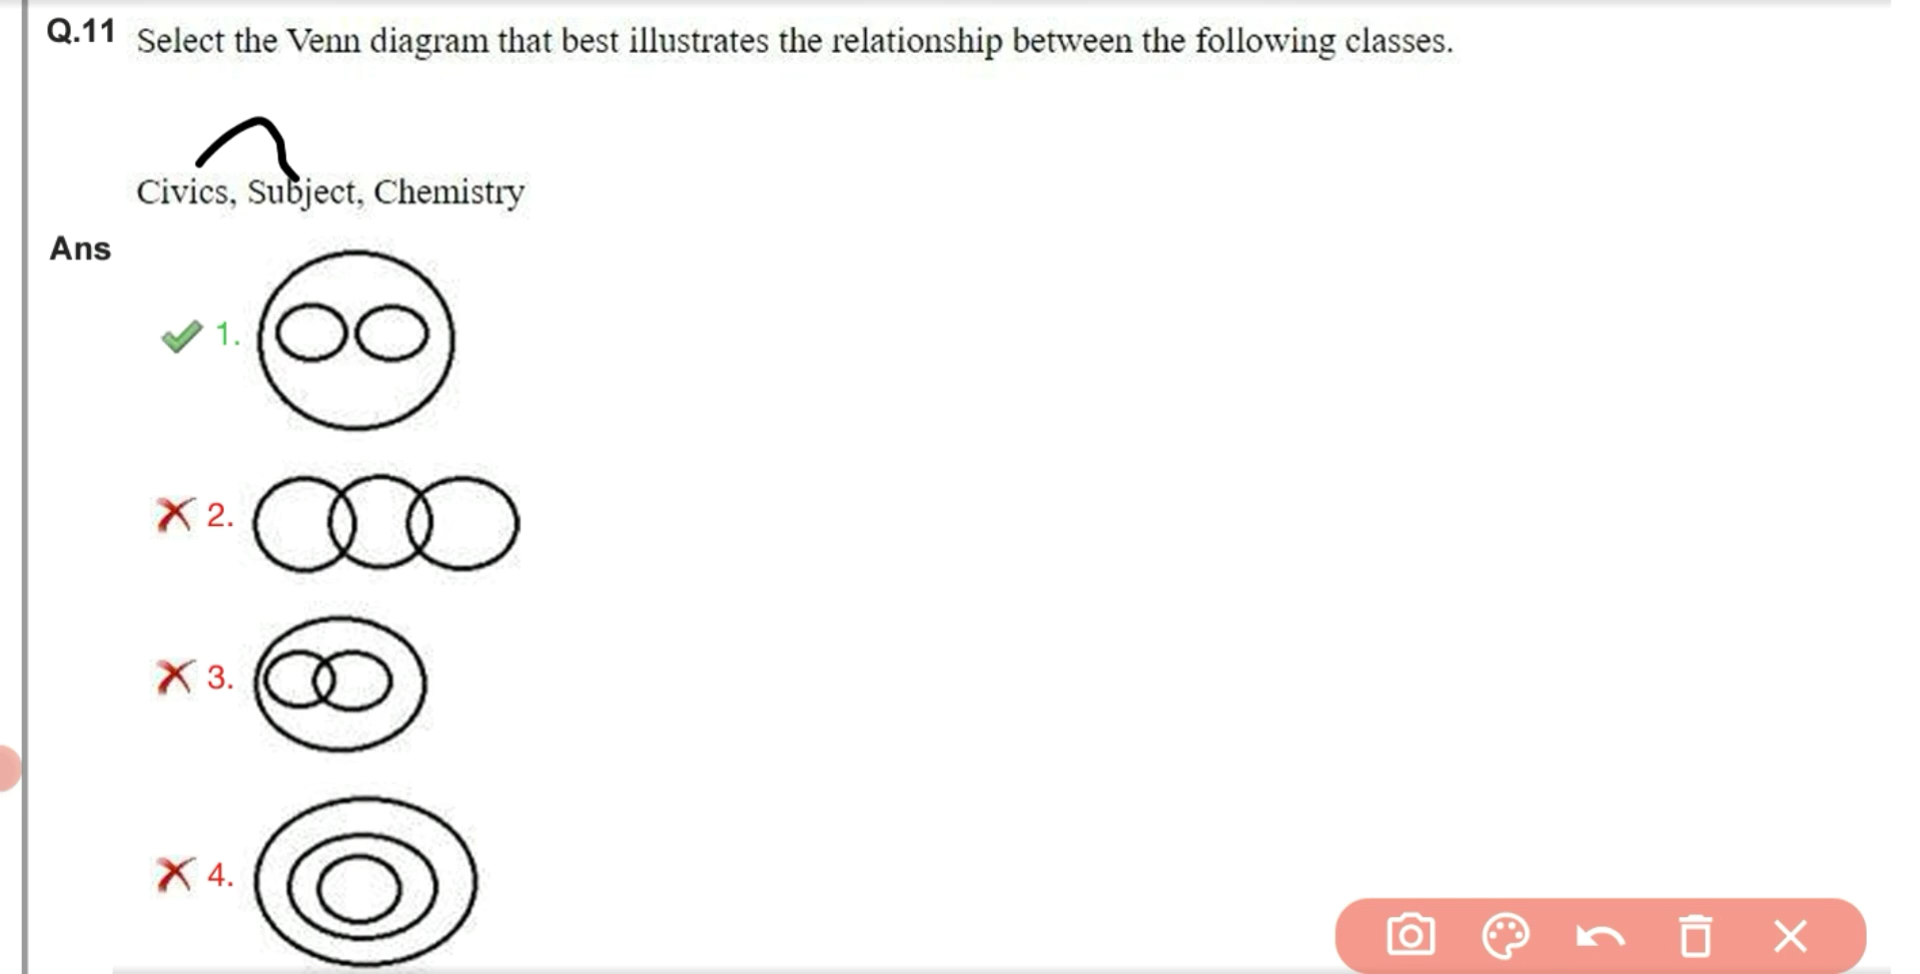 Q.11 Select the Venn diagram that best illustrates the relationship between the following classes.
Civics, Subject, Chemistry
Ans
1.
2.
3.
4.